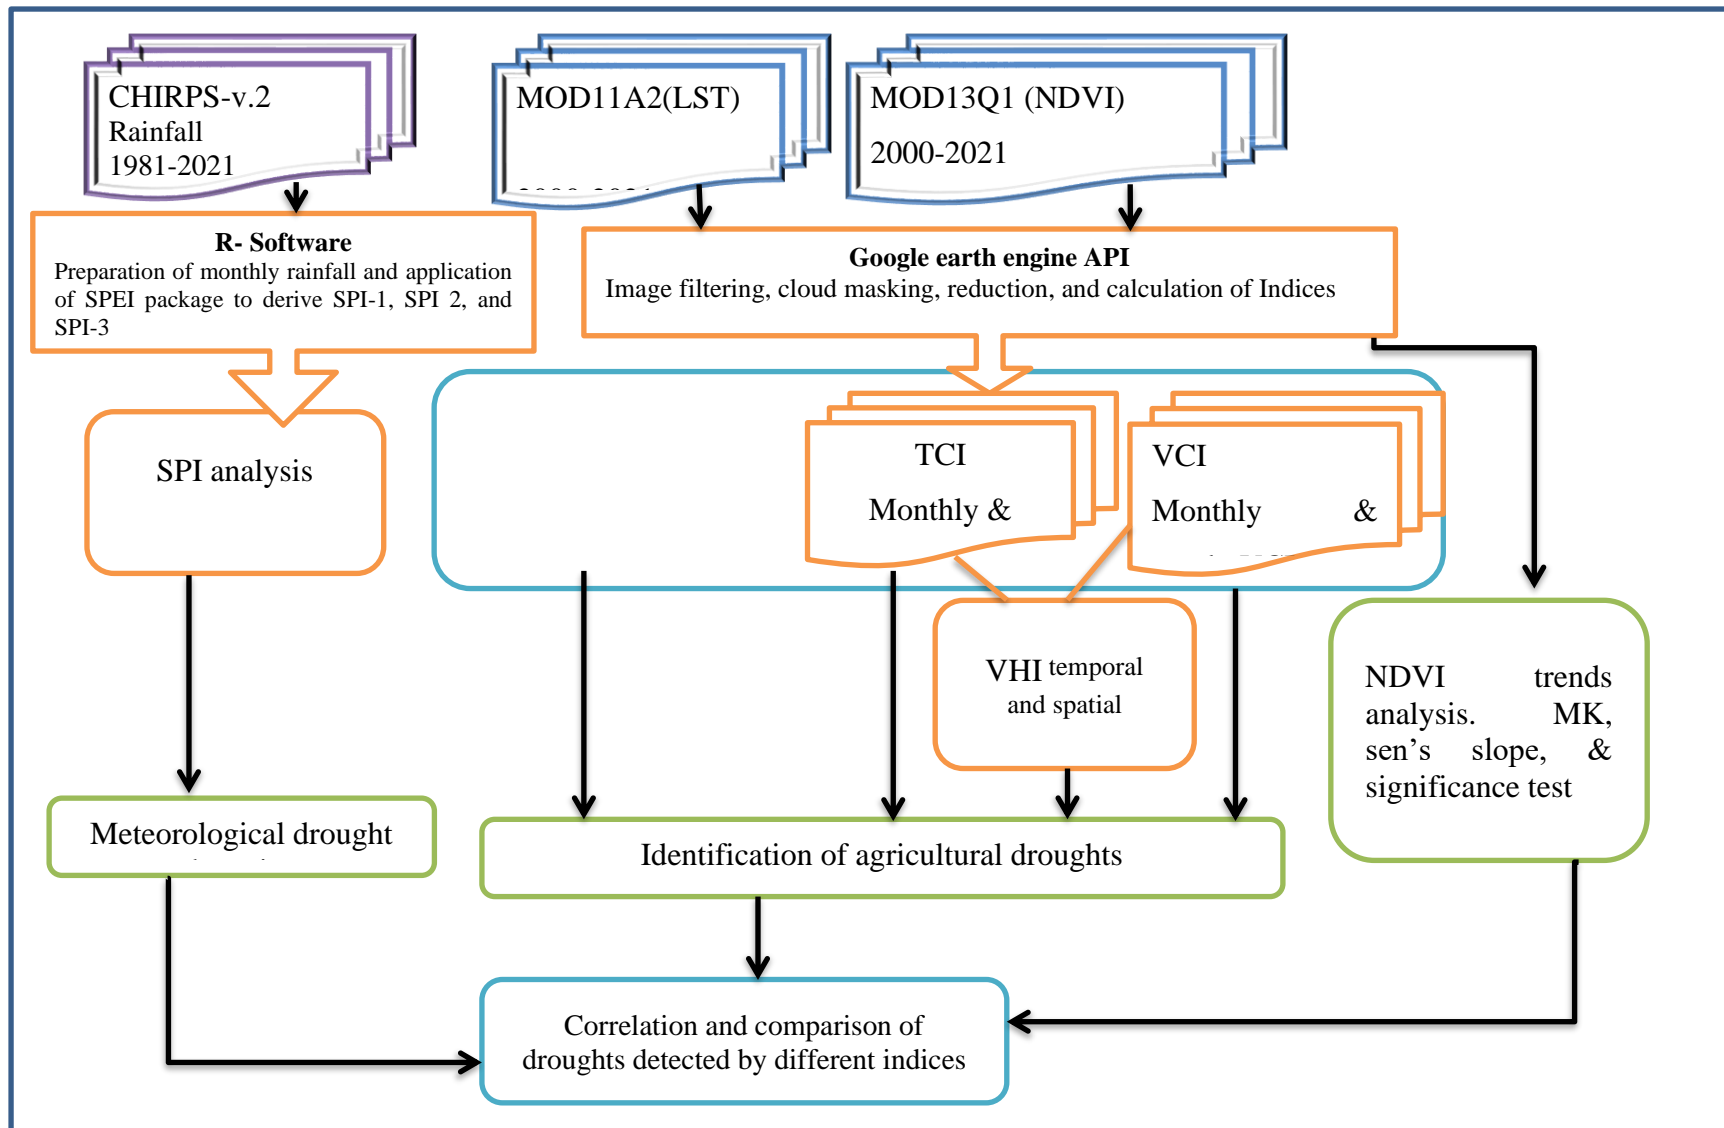 CHIRPS-v.2
Rainfall
1981-2021
MOD11A2(LST)
MOD13Q1 (NDVI)
2000-2021
R- Software
Preparation of monthly rainfall and application
of SPEI package to derive SPI-1, SPI 2, and
SPI-3
Google earth engine API
Image filtering, cloud masking, reduction, and calculation of Indices
SPI analysis
TCI
Monthly &
VCI
Monthly &
VHI temporal
and spatial
NDVI trends
analysis. MK,
sen’s slope, &
significance test
Meteorological drought
Identification of agricultural droughts
Correlation and comparison of
droughts detected by different indices